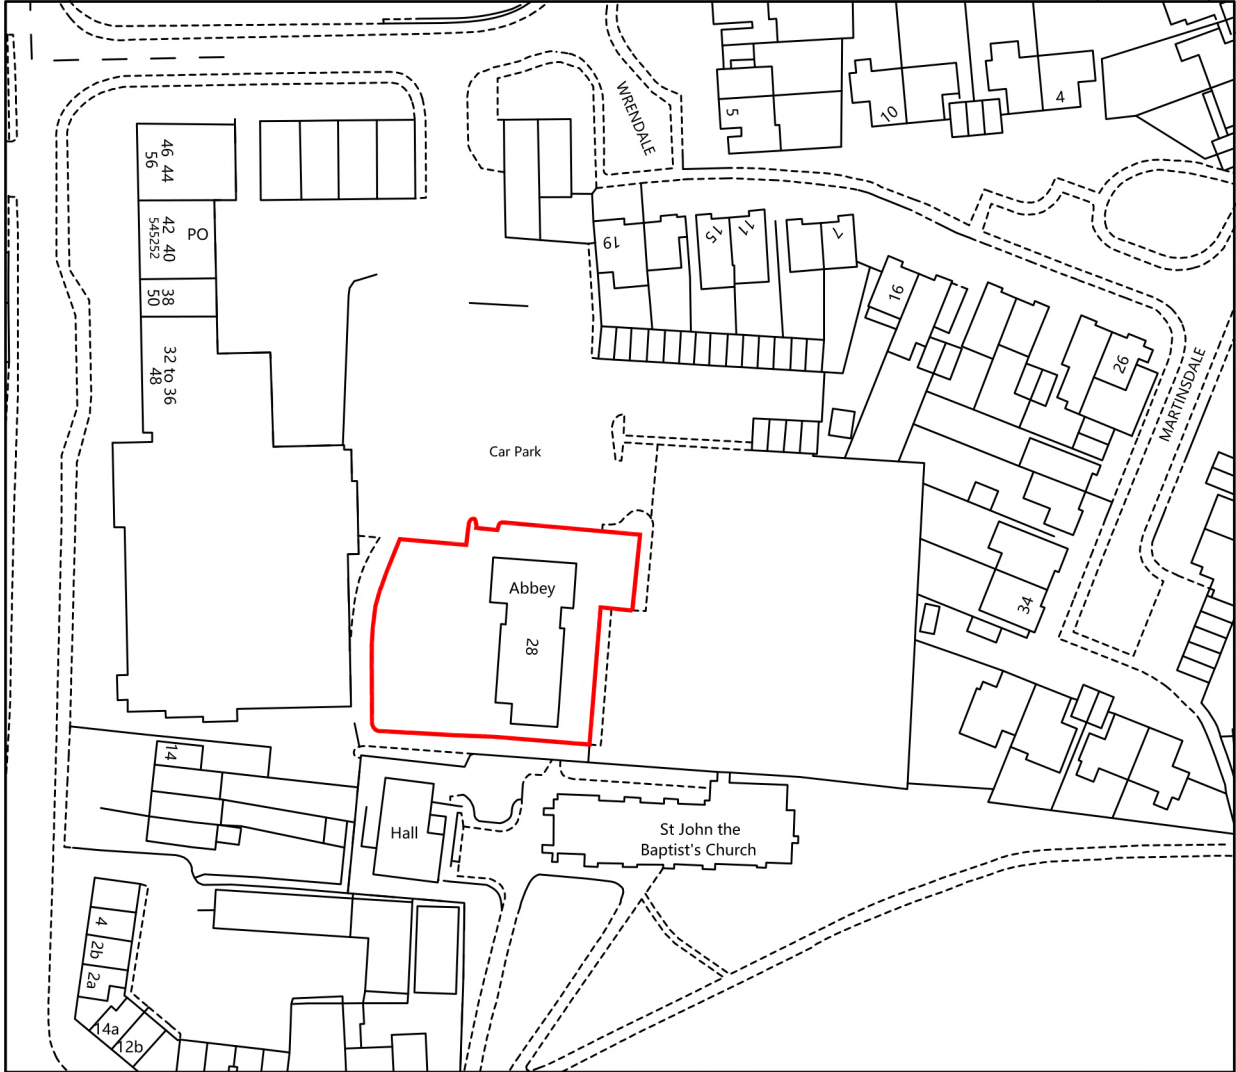 WRENDALE
5
10
4
46 44
56
42 40
545252
PO
38
50
32 to 36
48
19
15
11
7
16
26
MARTINSDALE
Car Park
Abbey
28
34
14
Hall
St John the
Baptist's Church
4
2b
2a
14a
12b